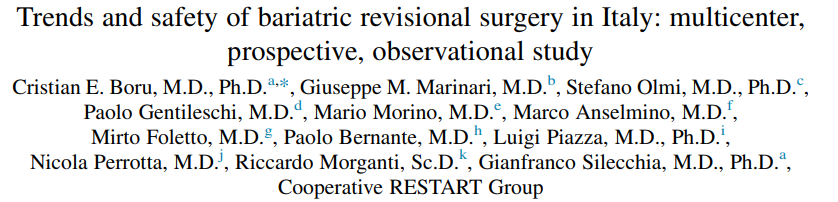 Trends and safety of bariatric revisional surgery in Italy: multicenter,
prospective, observational study
Cristian E. Boru, M.D., Ph.D.a,*, Giuseppe M. Marinari, M.D.b, Stefano Olmi, M.D., Ph.D.c,
Paolo Gentileschi, M.D.d, Mario Morino, M.D.e, Marco Anselmino, M.D.f,
Mirto Foletto, M.D.g, Paolo Bernante, M.D.h, Luigi Piazza, M.D., Ph.D.i,
Nicola Perrotta, M.D.j, Riccardo Morganti, Sc.D.k, Gianfranco Silecchia, M.D., Ph.D.a,
Cooperative RESTART Group